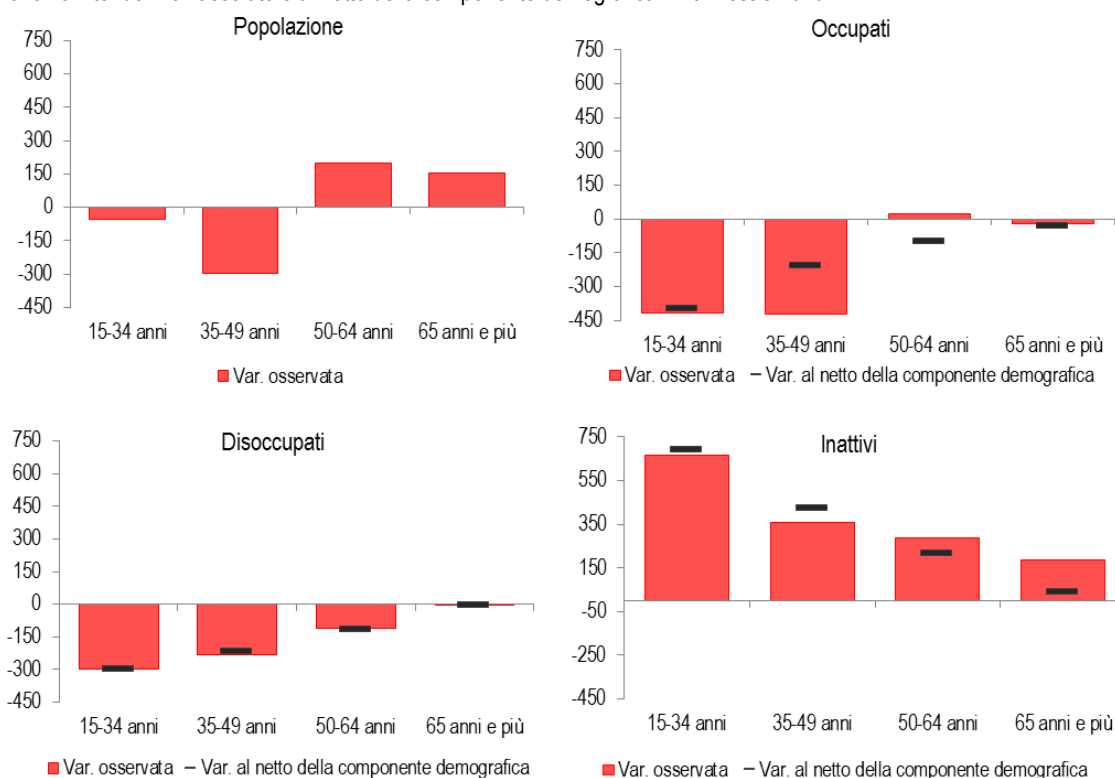 Popolazione
750
600
450
300
150
0
-150
-300
-450
15-34 anni 35-49 anni 50-64 anni 65 anni e più
Var. osservata
Occupati
750
600
450
300
150
0
-150
-300
-450
15-34 anni 35-49 anni 50-64 anni 65 anni e più
Var. osservata – Var. al netto della componente demografica
Disoccupati
750
600
450
300
150
0
-150
-300
-450
15-34 anni 35-49 anni 50-64 anni 65 anni e più
Var. osservata – Var. al netto della componente demografica
Inattivi
750
550
350
150
-50
-250
-450
15-34 anni 35-49 anni 50-64 anni 65 anni e più
Var. osservata – Var. al netto della componente demografica